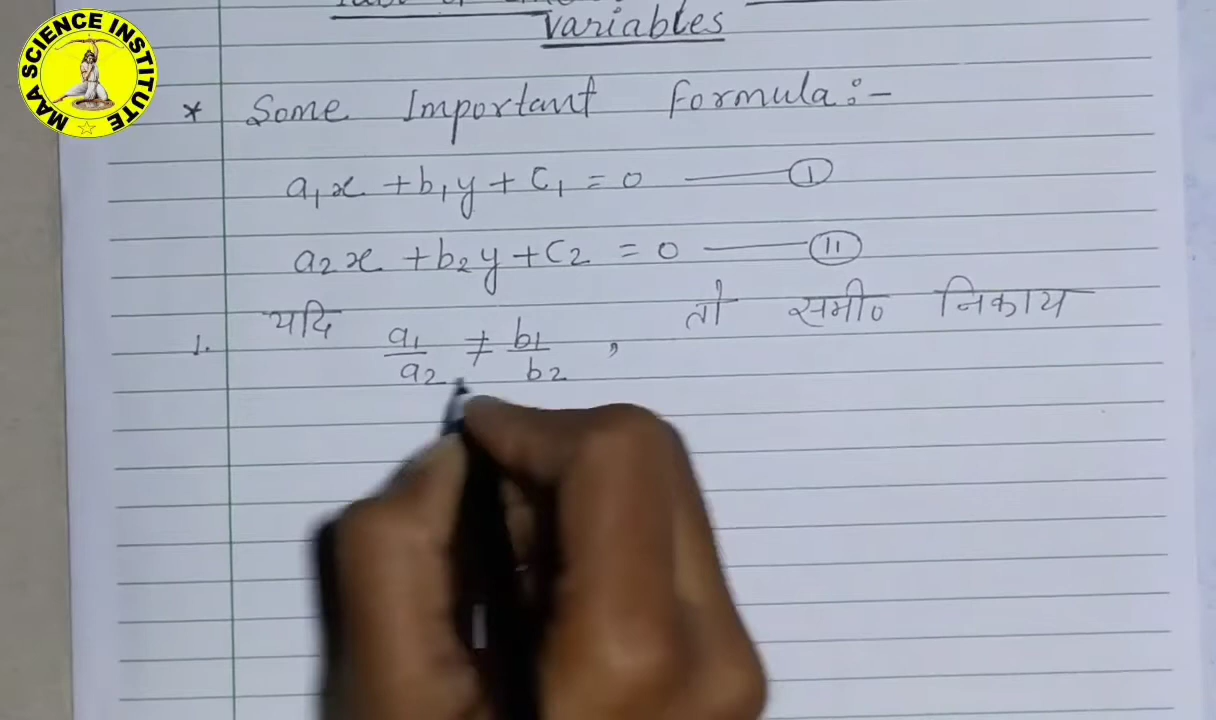 MAA SCIENCE INSTITUTE
variables
* Some Important Formula:-
a₁x + b₁y + C₁ = 0 —— (I)
a₂x + b₂y + C₂ = 0 —— (II)
1. यदि a₁/a₂ ≠ b₁/b₂ , तो समी० निकाय